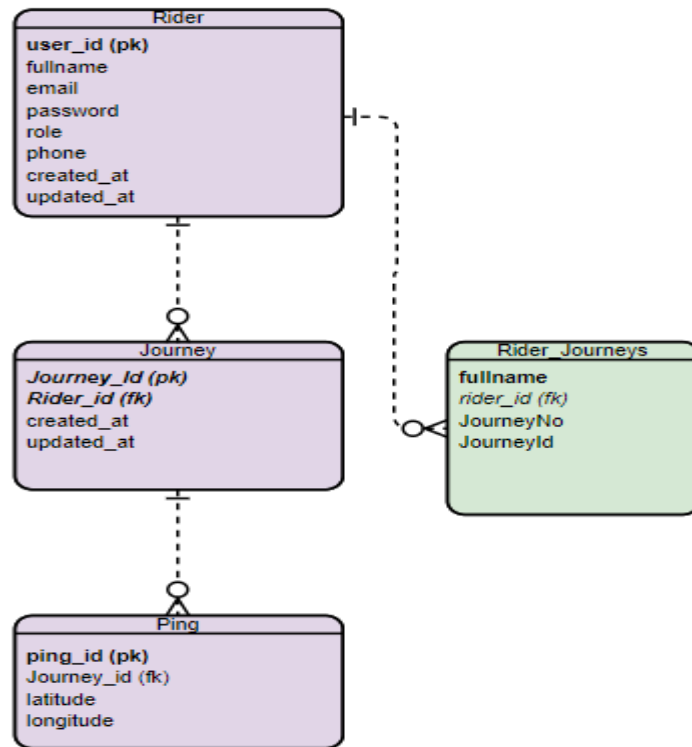 Rider
user_id (pk)
fullname
email
password
role
phone
created_at
updated_at
Journey
Journey_Id (pk)
Rider_id (fk)
created_at
updated_at
Rider_Journeys
fullname
rider_id (fk)
JourneyNo
JourneyId
Ping
ping_id (pk)
Journey_id (fk)
latitude
longitude